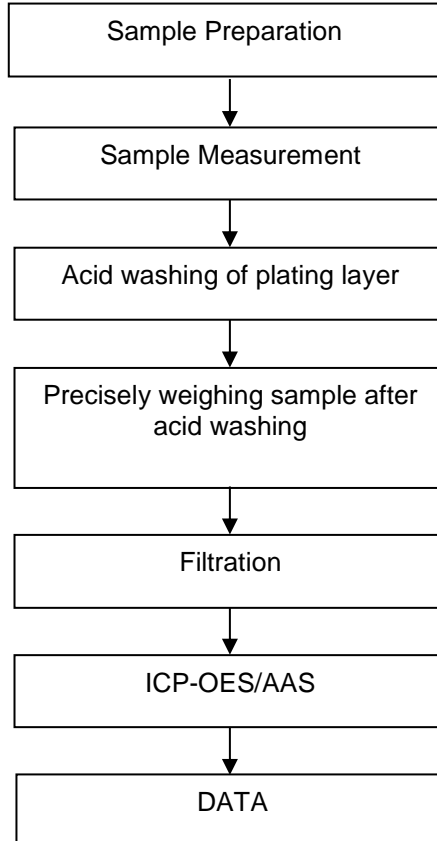 Sample Preparation
Sample Measurement
Acid washing of plating layer
Precisely weighing sample after
acid washing
Filtration
ICP-OES/AAS
DATA